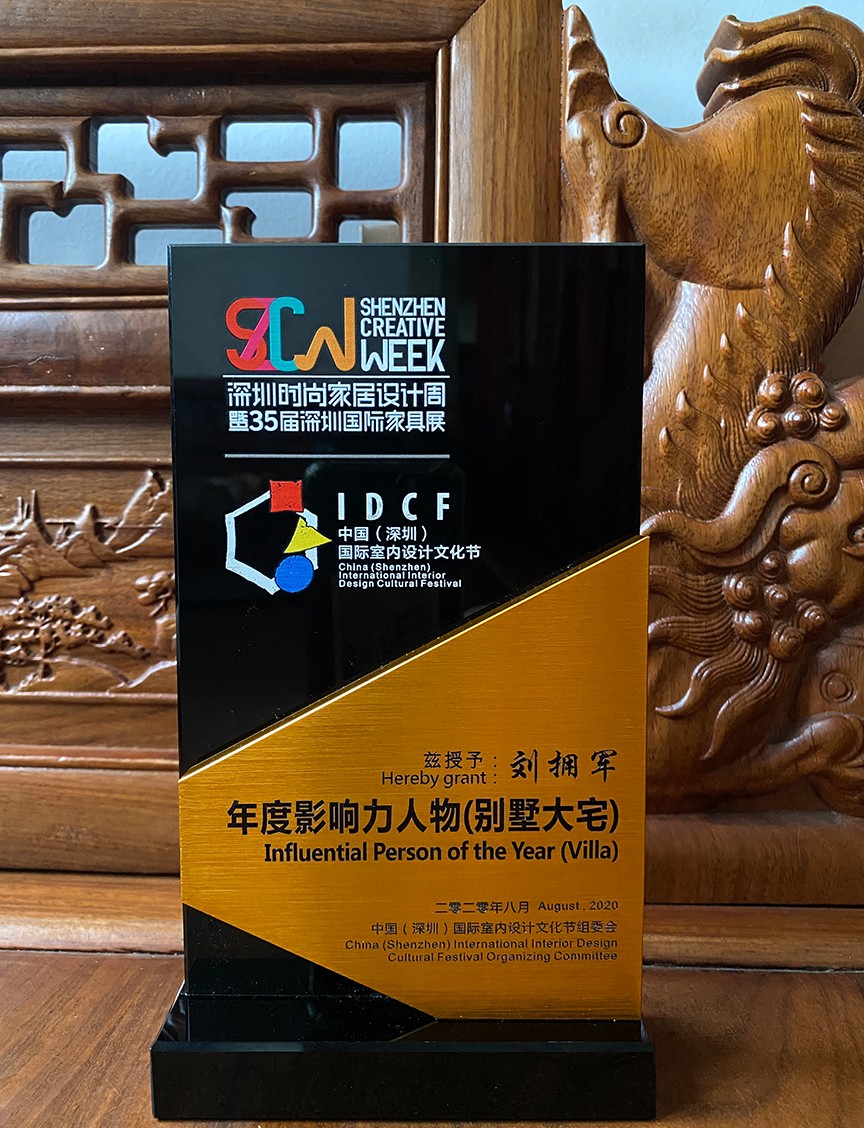 SZCW
SHENZHEN
CREATIVE
WEEK
深圳时尚家居设计周
暨35届深圳国际家具展
IDCF
中国（深圳）
国际室内设计文化节
China (Shenzhen)
International Interior
Design Cultural Festival
兹授予：刘拥军
Hereby grant :
年度影响力人物(别墅大宅)
Influential Person of the Year (Villa)
二零二零年八月 August , 2020
中国（深圳）国际室内设计文化节组委会
China (Shenzhen) International Interior Design
Cultural Festival Organizing Committee